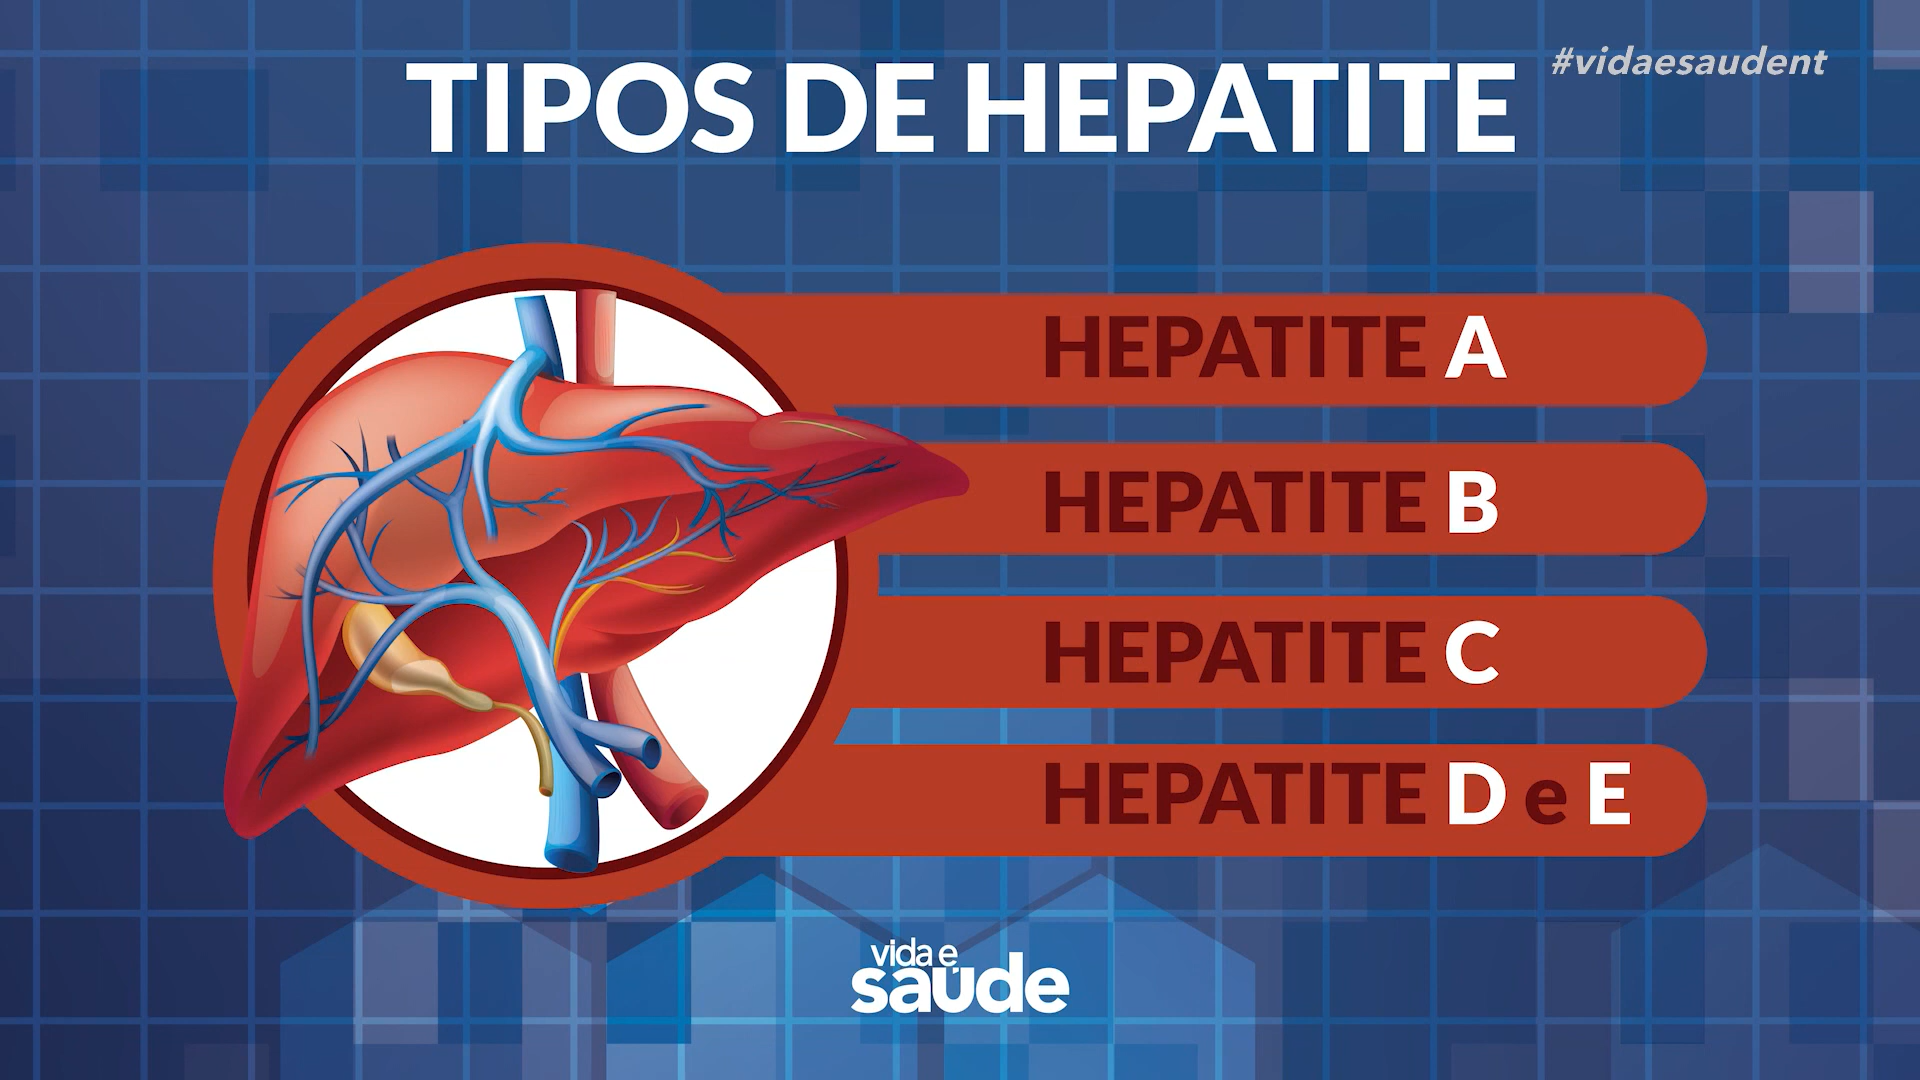 #vidaesaudent
TIPOS DE HEPATITE
HEPATITE A
HEPATITE B
HEPATITE C
HEPATITE D e E
vida e
saúde